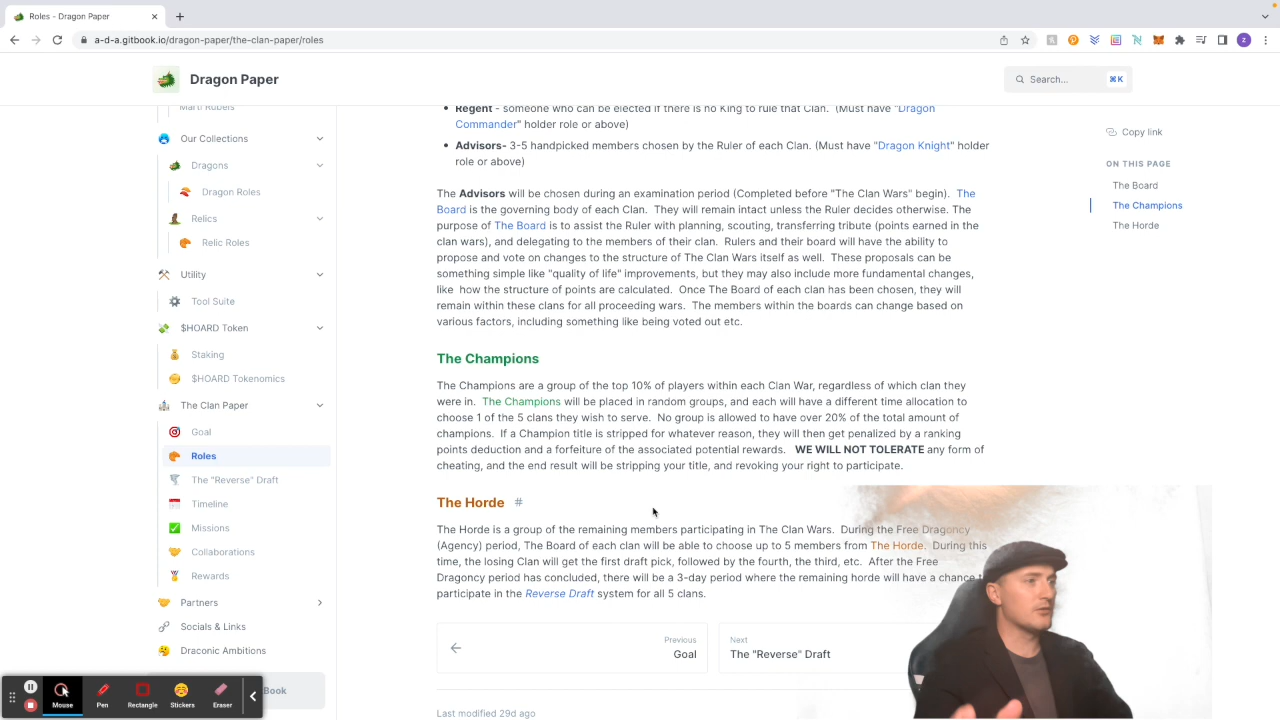 Roles - Dragon Paper
a-d-a.gitbook.io/dragon-paper/the-clan-paper/roles
Z
Dragon Paper
Search...
⌘K
Our Collections
Dragons
Dragon Roles
Relics
Relic Roles
Utility
Tool Suite
$HOARD Token
Staking
$HOARD Tokenomics
The Clan Paper
Goal
Roles
The "Reverse" Draft
Timeline
Missions
Collaborations
Rewards
Partners
Socials & Links
Draconic Ambitions
Book
Mouse
Pen
Rectangle
Stickers
Eraser
Regent - someone who can be elected if there is no King to rule that Clan. (Must have "Dragon
Commander" holder role or above)
Advisors- 3-5 handpicked members chosen by the Ruler of each Clan. (Must have "Dragon Knight" holder
role or above)
The Advisors will be chosen during an examination period (Completed before "The Clan Wars" begin). The
Board is the governing body of each Clan. They will remain intact unless the Ruler decides otherwise. The
purpose of The Board is to assist the Ruler with planning, scouting, transferring tribute (points earned in the
clan wars), and delegating to the members of their clan. Rulers and their board will have the ability to
propose and vote on changes to the structure of The Clan Wars itself as well. These proposals can be
something simple like "quality of life" improvements, but they may also include more fundamental changes,
like how the structure of points are calculated. Once The Board of each clan has been chosen, they will
remain within these clans for all proceeding wars. The members within the boards can change based on
various factors, including something like being voted out etc.
The Champions
The Champions are a group of the top 10% of players within each Clan War, regardless of which clan they
were in. The Champions will be placed in random groups, and each will have a different time allocation to
choose 1 of the 5 clans they wish to serve. No group is allowed to have over 20% of the total amount of
champions. If a Champion title is stripped for whatever reason, they will then get penalized by a ranking
points deduction and a forfeiture of the associated potential rewards. WE WILL NOT TOLERATE any form of
cheating, and the end result will be stripping your title, and revoking your right to participate.
The Horde #
The Horde is a group of the remaining members participating in The Clan Wars. During the Free Dragoncy
(Agency) period, The Board of each clan will be able to choose up to 5 members from The Horde. During this
time, the losing Clan will get the first draft pick, followed by the fourth, the third, etc. After the Free
Dragoncy period has concluded, there will be a 3-day period where the remaining horde will have a chance t
participate in the Reverse Draft system for all 5 clans.
Previous
Goal
Next
The "Reverse" Draft
Last modified 29d ago
Copy link
ON THIS PAGE
The Board
The Champions
The Horde